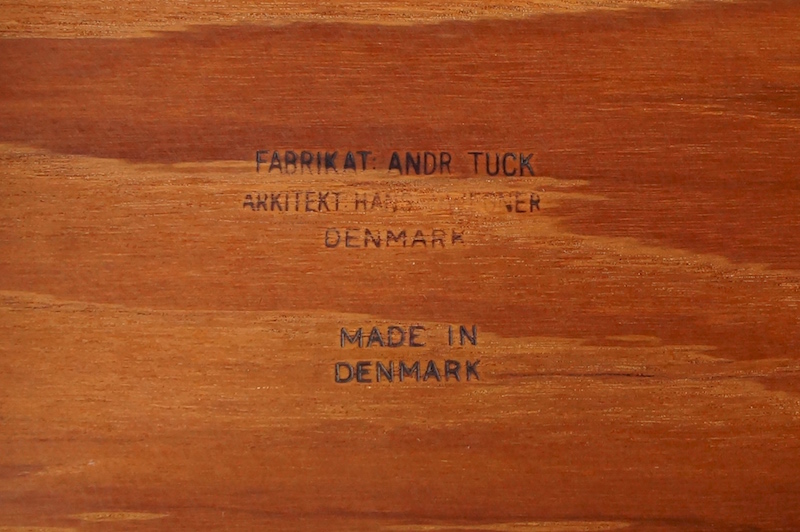 FABRIKAT: ANDR TUCK
ARKITEKT: HANS
DENMARK
MADE IN
DENMARK